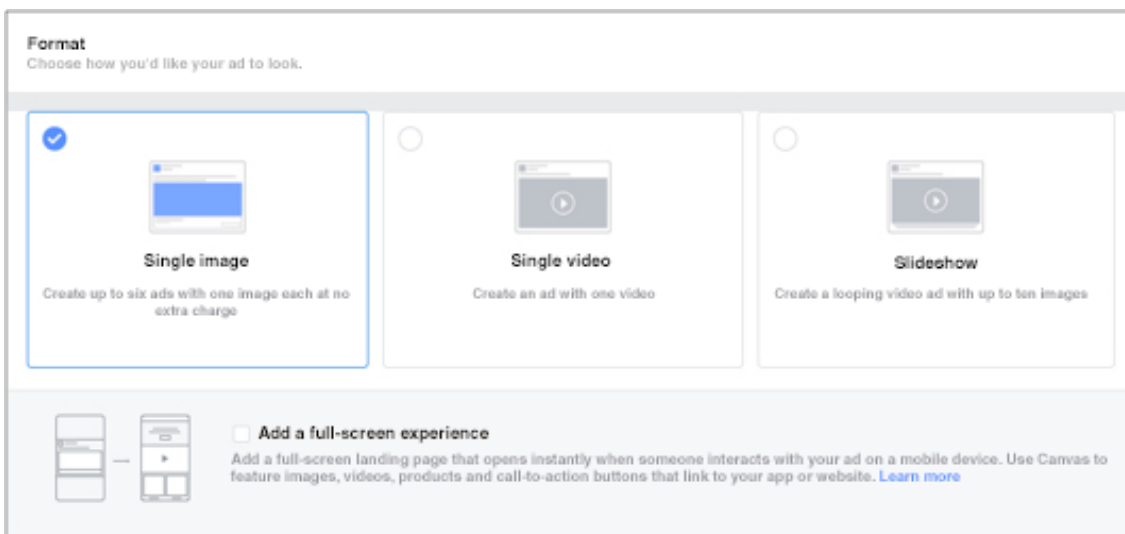 Format
Choose how you'd like your ad to look.
Single image
Create up to six ads with one image each at no
extra charge
Single video
Create an ad with one video
Slideshow
Create a looping video ad with up to ten images
Add a full-screen experience
Add a full-screen landing page that opens instantly when someone interacts with your ad on a mobile device. Use Canvas to
feature images, videos, products and call-to-action buttons that link to your app or website. Learn more